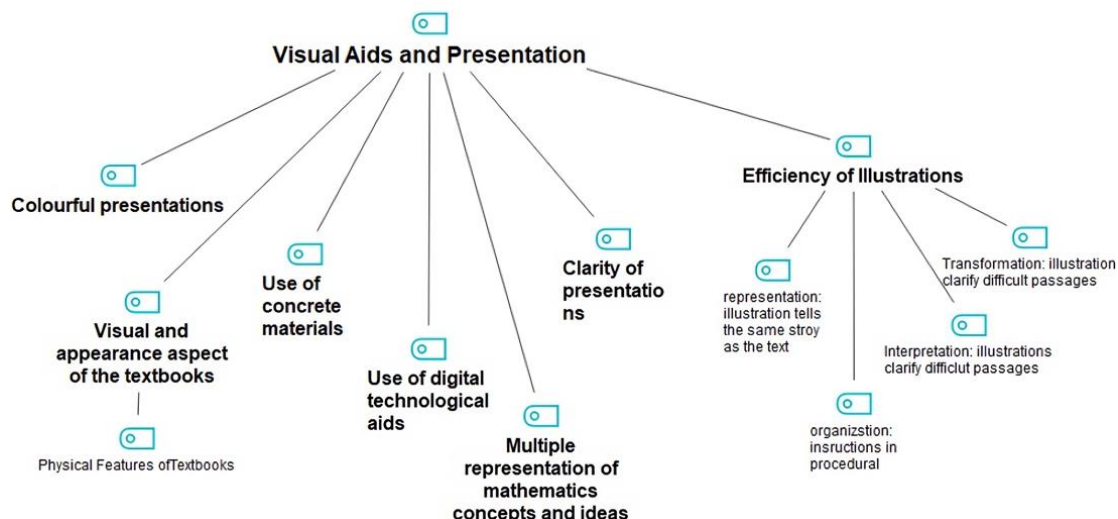 Visual Aids and Presentation
Colourful presentations
Visual and
appearance aspect
of the textbooks
Physical Features ofTextbooks
Use of
concrete
materials
Use of digital
technological
aids
Multiple
representation of
mathematics
concepts and ideas
Clarity of
presentatio
ns
Efficiency of Illustrations
representation:
illustration tells
the same stroy
as the text
organizstion:
insructions in
procedural
Interpretation: illustrations
clarify difficlut passages
Transformation: illustration
clarify difficult passages